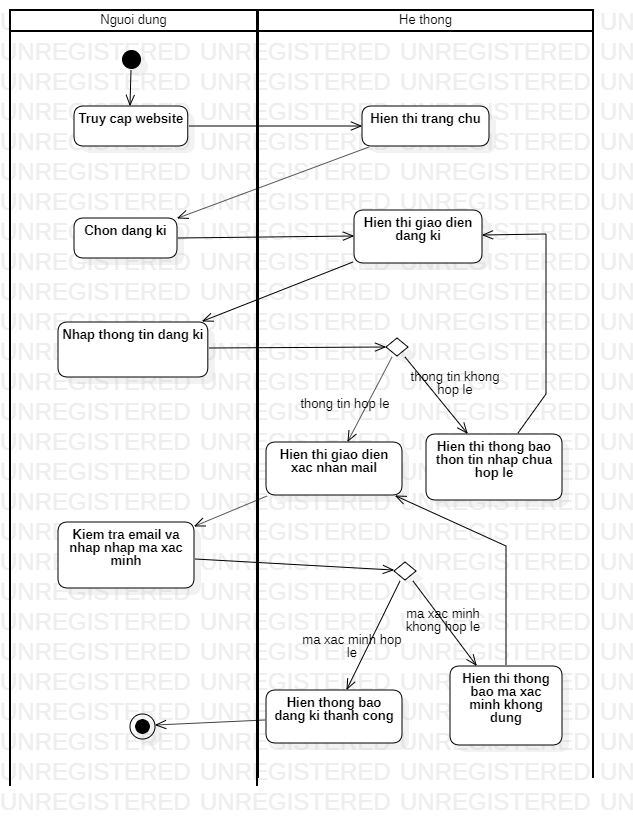 Nguoi dung
He thong
Truy cap website
Hien thi trang chu
Chon dang ki
Hien thi giao dien
dang ki
Nhap thong tin dang ki
thong tin khong
hop le
thong tin hop le
Hien thi giao dien
xac nhan mail
Hien thi thong bao
thon tin nhap chua
hop le
Kiem tra email va
nhap nhap ma xac
minh
ma xac minh
khong hop le
ma xac minh hop
le
Hien thi thong
bao ma xac
minh khong
dung
Hien thong bao
dang ki thanh cong
UNREGISTERED